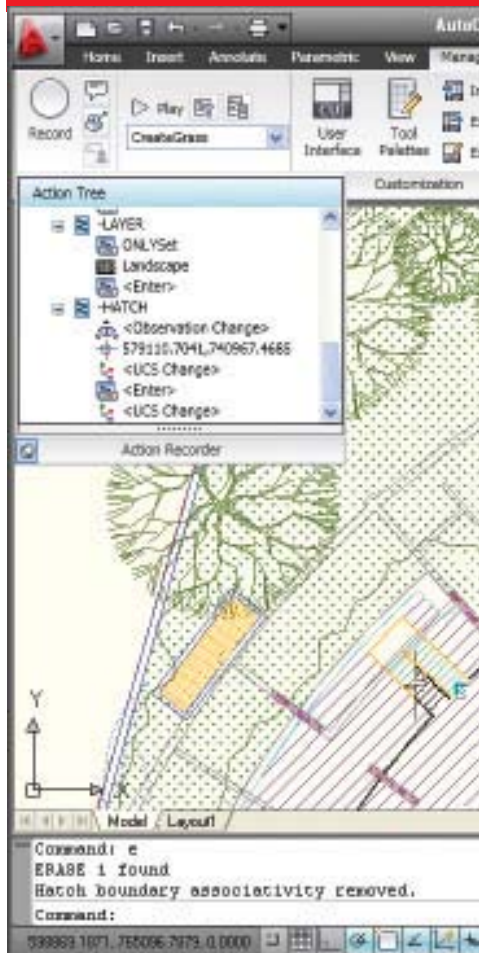 AutoC
Home Insert Annotate Parametric View Manag
Record
Play
CreateGrass
User Interface
Tool Palettes
In
E
E
Customization
Action Tree
-LAYER
ONLYSet
Landscape
<Enter>
-HATCH
<Observation Change>
579110.7041,740967.4685
<UCS Change>
<Enter>
<UCS Change>
Action Recorder
Y
X
Model Layout1
Command: e
ERASE 1 found
Hatch boundary associativity removed.
Command: